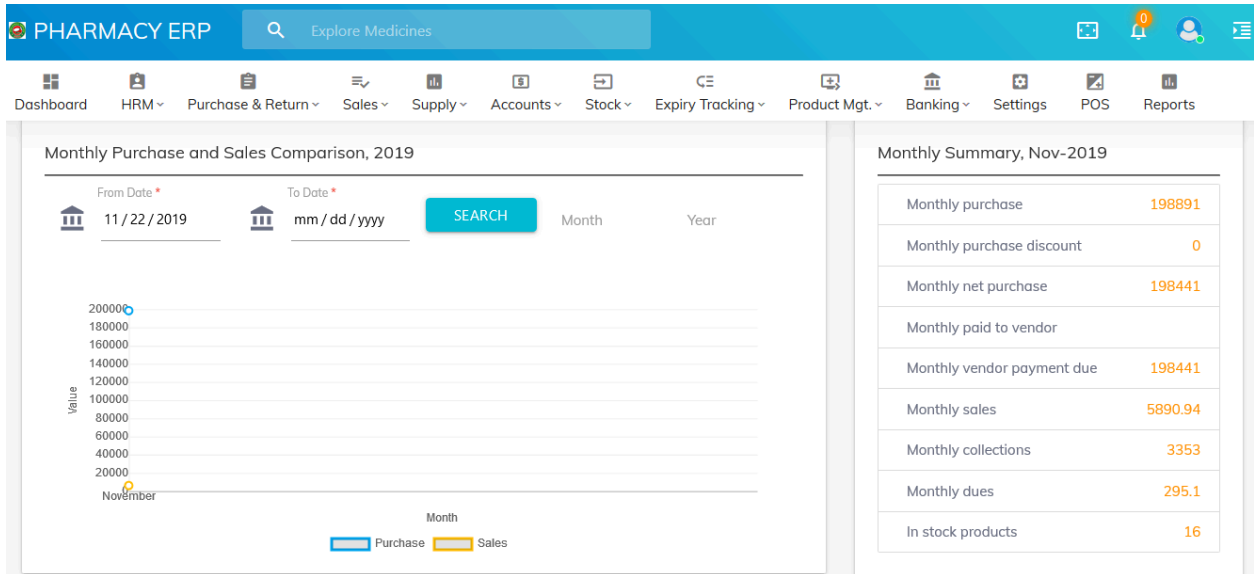 PHARMACY ERP
Explore Medicines
0
Dashboard HRM Purchase & Return Sales Supply Accounts Stock Expiry Tracking Product Mgt. Banking Settings POS Reports
Monthly Purchase and Sales Comparison, 2019
From Date * To Date *
11 / 22 / 2019 mm / dd / yyyy SEARCH Month Year
200000
180000
160000
140000
120000
100000
80000
60000
40000
20000
0
Value
November
Month
Purchase Sales
Monthly Summary, Nov-2019
Monthly purchase 198891
Monthly purchase discount 0
Monthly net purchase 198441
Monthly paid to vendor
Monthly vendor payment due 198441
Monthly sales 5890.94
Monthly collections 3353
Monthly dues 295.1
In stock products 16